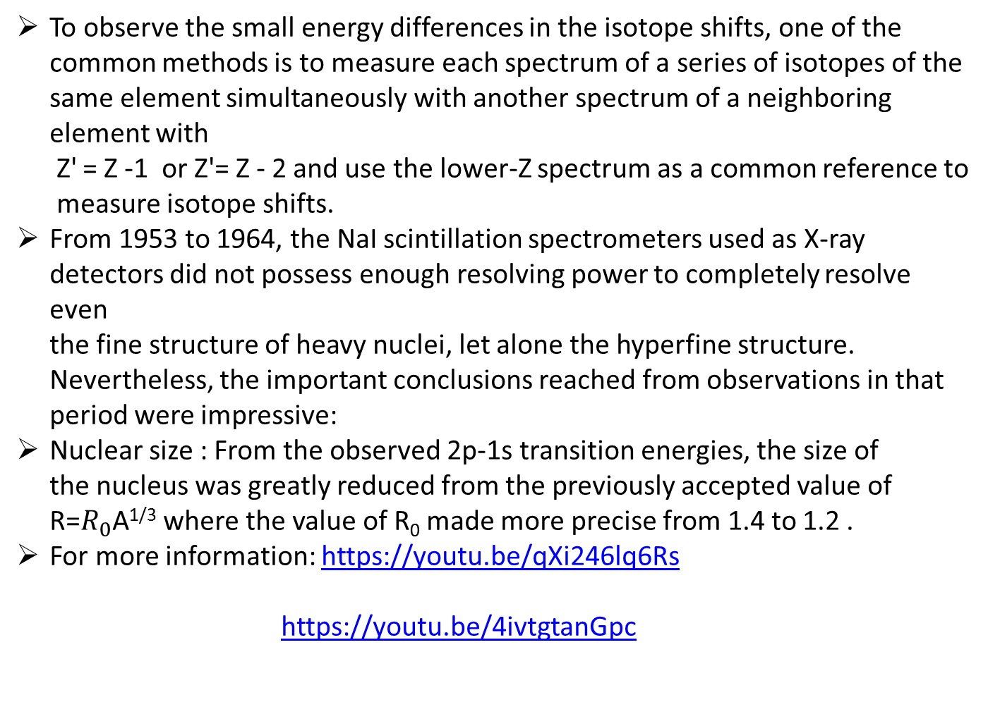 ➢ To observe the small energy differences in the isotope shifts, one of the
common methods is to measure each spectrum of a series of isotopes of the
same element simultaneously with another spectrum of a neighboring
element with
Z' = Z -1 or Z'= Z - 2 and use the lower-Z spectrum as a common reference to
measure isotope shifts.
➢ From 1953 to 1964, the NaI scintillation spectrometers used as X-ray
detectors did not possess enough resolving power to completely resolve
even
the fine structure of heavy nuclei, let alone the hyperfine structure.
Nevertheless, the important conclusions reached from observations in that
period were impressive:
➢ Nuclear size : From the observed 2p-1s transition energies, the size of
the nucleus was greatly reduced from the previously accepted value of
R=𝑅₀A¹ᐟ³ where the value of R₀ made more precise from 1.4 to 1.2 .
➢ For more information: https://youtu.be/qXi246lq6Rs
https://youtu.be/4ivtgtanGpc